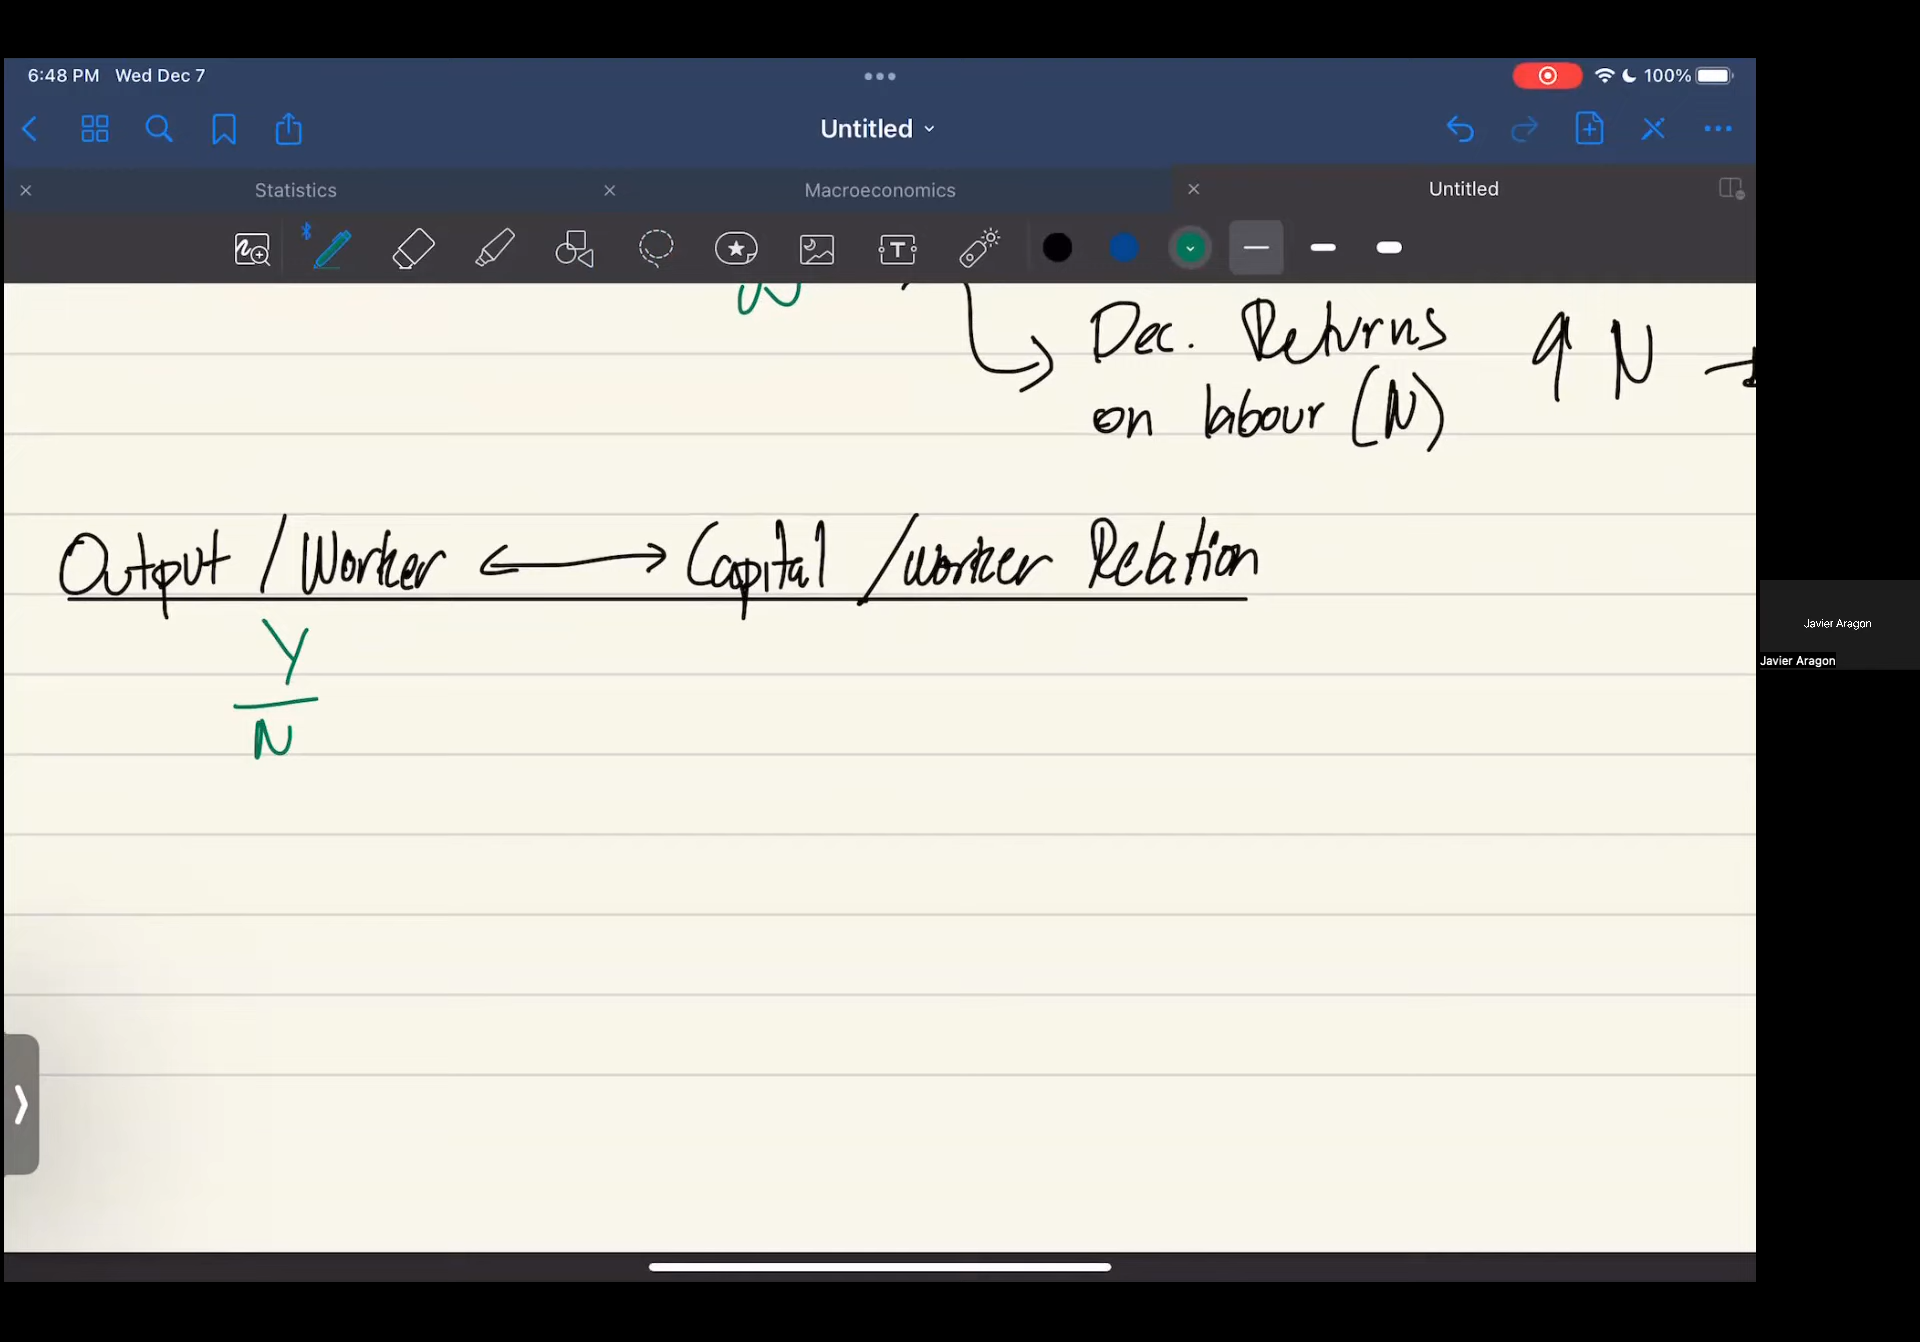 6:48 PM Wed Dec 7
100%
Untitled
Statistics
Macroeconomics
Untitled
T
Dec. Returns
on labour (N)
N
Output / Worker ↔ Capital / worker Relation
Y
N
Javier Aragon
Javier Aragon